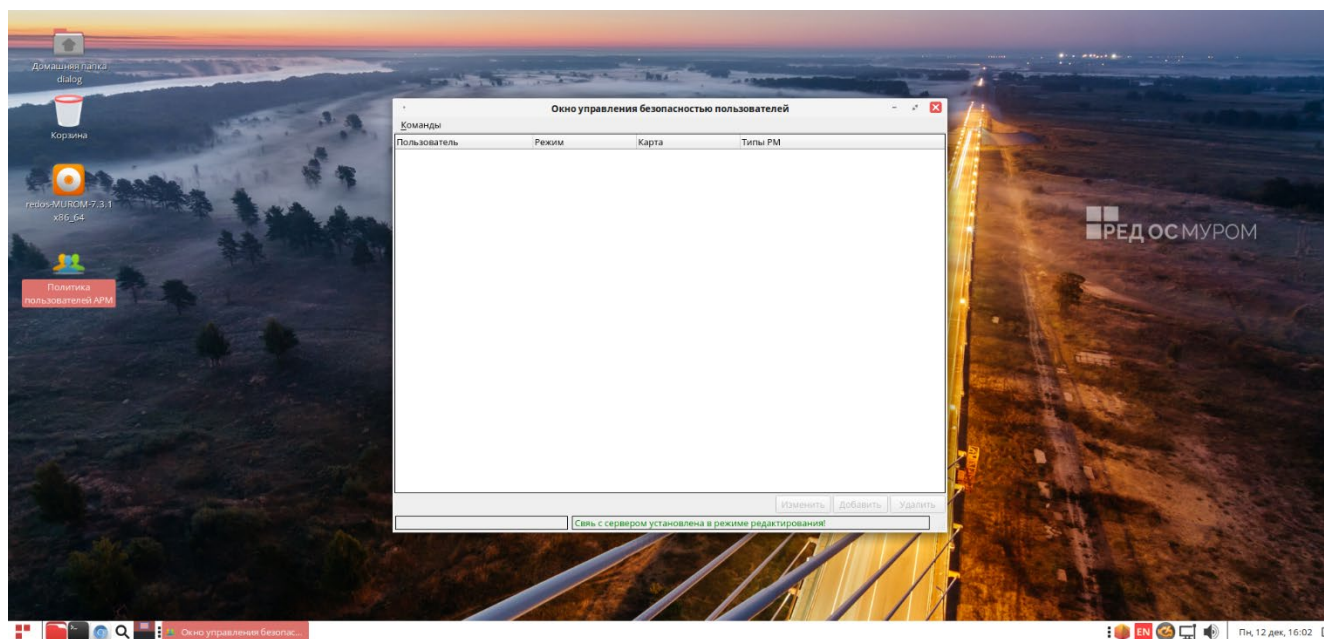 Домашняя папка
dialog
Корзина
redos-MUROM-7.3.1
x86_64
Политика
пользователей АРМ
Окно управления безопасностью пользователей
Команды
Пользователь Режим Карта Типы РМ
Изменить Добавить Удалить
Свяь с сервером установлена в режиме редактирования!
РЕД ОС МУРОМ
Окно управления безопас...
EN
Пн, 12 дек, 16:02